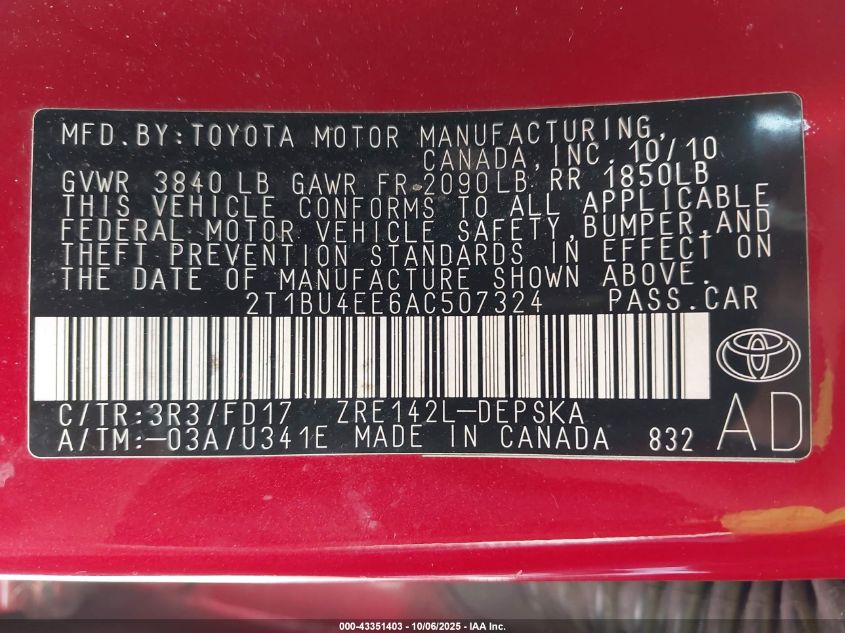 MFD.BY:TOYOTA MOTOR MANUFACTURING,
CANADA,INC. 10/10
GVWR 3840 LB GAWR FR 2090LB RR 1850LB
THIS VEHICLE CONFORMS TO ALL APPLICABLE
FEDERAL MOTOR VEHICLE SAFETY,BUMPER,AND
THEFT PREVENTION STANDARDS IN EFFECT ON
THE DATE OF MANUFACTURE SHOWN ABOVE.
2T1BU4EE6AC507324 PASS.CAR
C/TR:3R3/FD17 ZRE142L-DEPSKA
A/TM:-03A/U341E MADE IN CANADA 832
AD
000-43351403 - 10/06/2025 - IAA Inc.